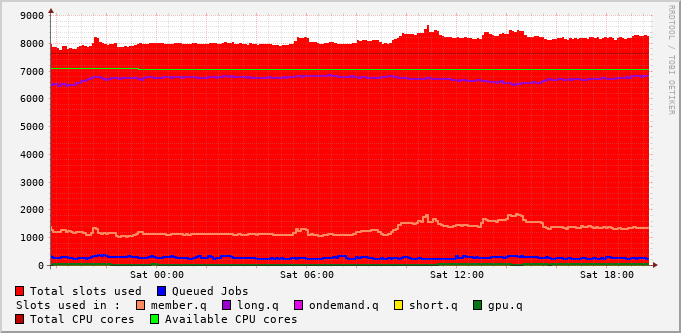 RRDTOOL / TOBI OETIKER
9000
8000
7000
6000
5000
4000
3000
2000
1000
0
Sat 00:00 Sat 06:00 Sat 12:00 Sat 18:00
Total slots used Queued Jobs
Slots used in : member.q long.q ondemand.q short.q gpu.q
Total CPU cores Available CPU cores